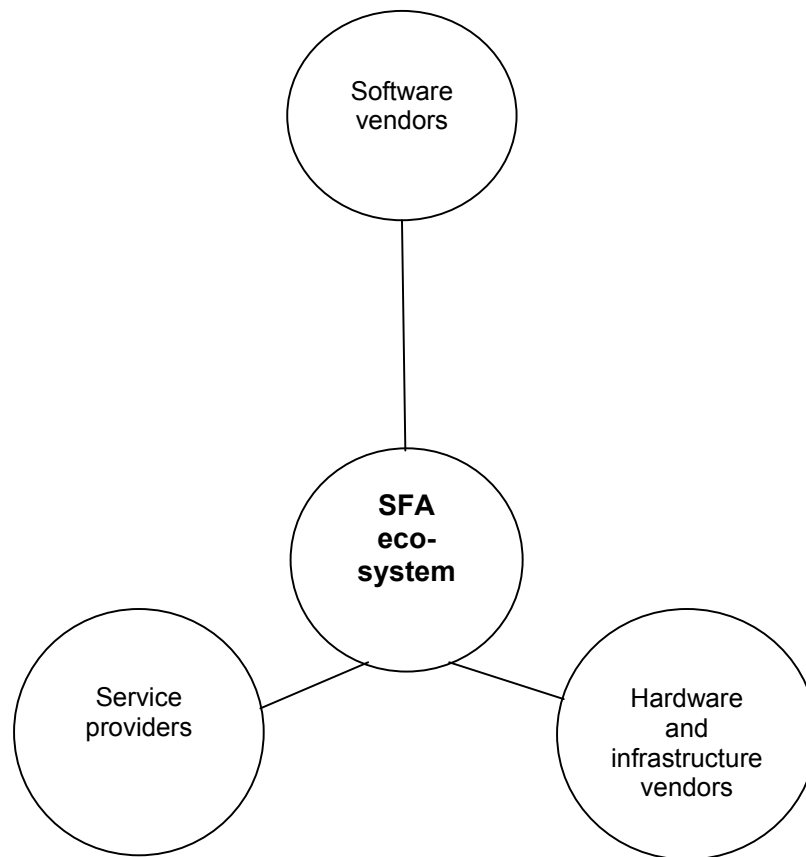 Software
vendors
SFA
eco-
system
Service
providers
Hardware
and
infrastructure
vendors